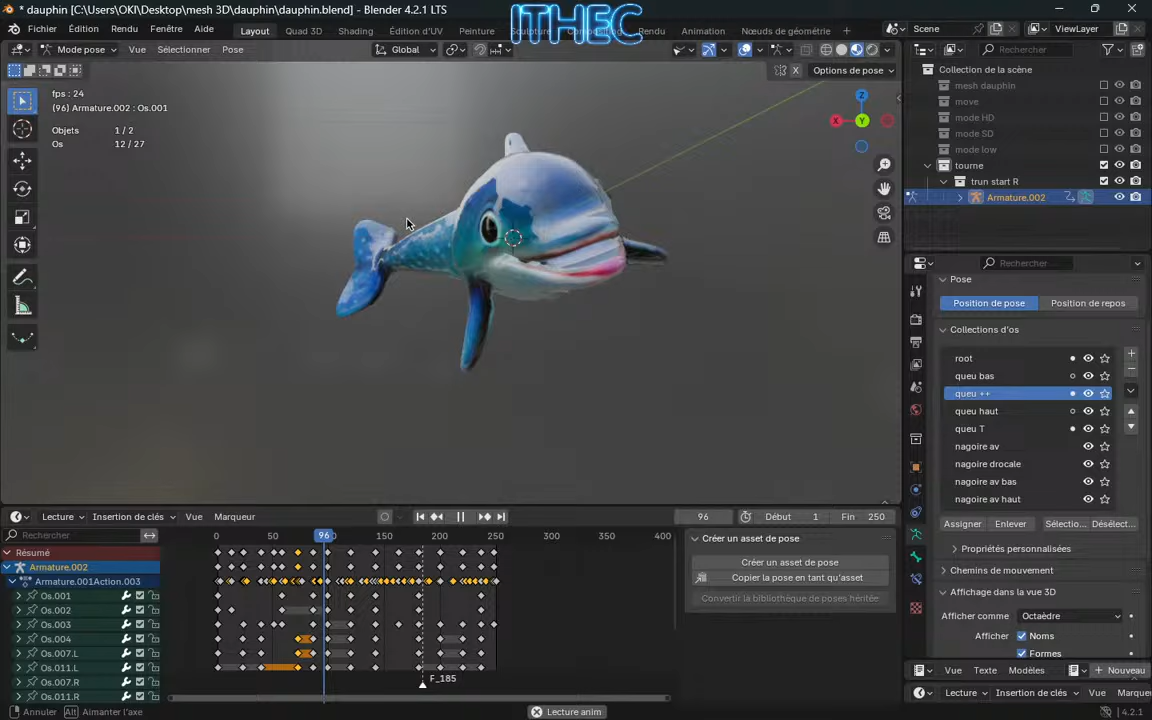 * dauphin [C:\Users\OKI\Desktop\mesh 3D\dauphin\dauphin.blend] - Blender 4.2.1 LTS
ITHEC
Fichier Édition Rendu Fenêtre Aide Layout Quad 3D Shading Édition d'UV Peinture Sculpture Rendu Animation Nœuds de géométrie Scene ViewLayer
Mode pose Vue Sélectionner Pose Global Rechercher
X Options de pose
Collection de la scène
mesh dauphin
move
mode HD
mode SD
mode low
tourne
trun start R
Armature.002
fps : 24
(96) Armature.002 : Os.001
Objets 1 / 2
Os 12 / 27
Z
X Y
Rechercher
Pose
Position de pose Position de repos
Collections d'os
root
queu bas
queu ++
queu haut
queu T
nagoire av
nagoire drocale
nagoire av bas
nagoire av haut
Assigner Enlever Sélectio... Désélect...
Propriétés personnalisées
Chemins de mouvement
Affichage dans la vue 3D
Afficher comme Octaèdre
Afficher Noms
Formes
Vue Texte Modèles Nouveau
Lecture Insertion de clés Vue Marqueu
Lecture Insertion de clés Vue Marqueur 96 Début 1 Fin 250
Rechercher 0 50 96 150 200 250 300 350 400
Résumé
Armature.002
Armature.001Action.003
Os.001
Os.002
Os.003
Os.004
Os.007.L
Os.011.L
Os.007.R
Os.011.R
F_185
Créer un asset de pose
Créer un asset de pose
Copier la pose en tant qu'asset
Convertir la bibliothèque de poses héritée
Annuler Alt Aimanter l'axe Lecture anim 4.2.1